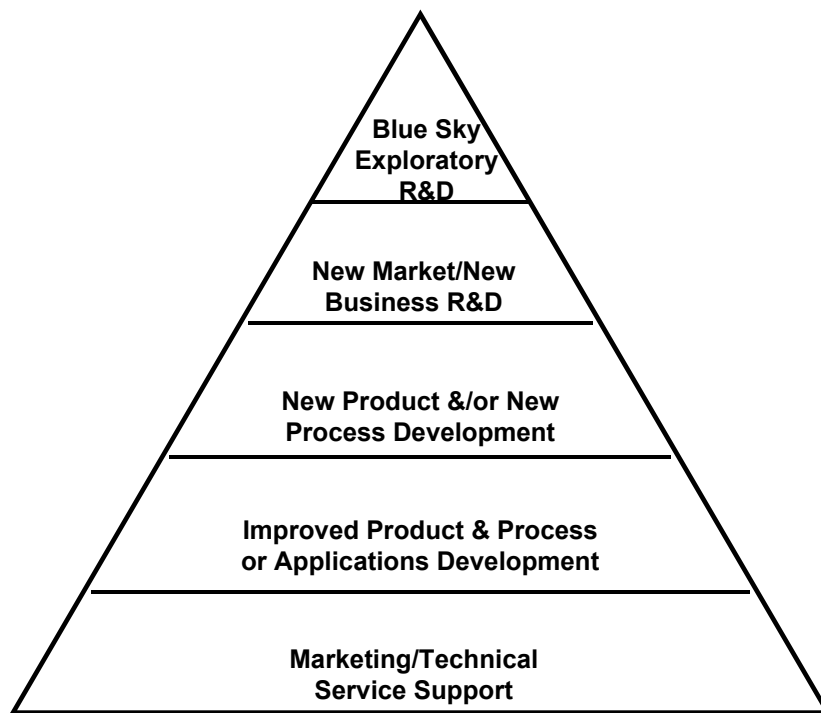 Blue Sky
Exploratory
R&D
New Market/New
Business R&D
New Product &/or New
Process Development
Improved Product & Process
or Applications Development
Marketing/Technical
Service Support